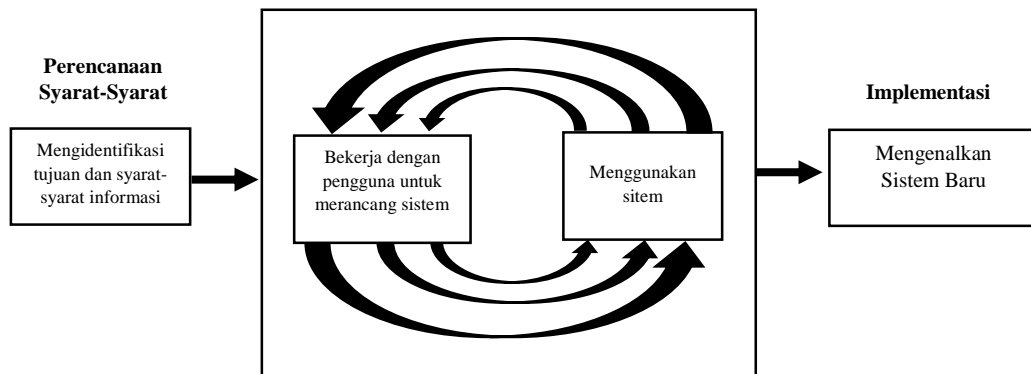 Perencanaan
Syarat-Syarat
Mengidentifikasi
tujuan dan syarat-
syarat informasi
Bekerja dengan
pengguna untuk
merancang sistem
Menggunakan
sitem
Implementasi
Mengenalkan
Sistem Baru